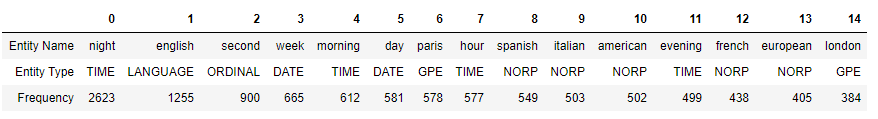 0 1 2 3 4 5 6 7 8 9 10 11 12 13 14
Entity Name night english second week morning day paris hour spanish italian american evening french european london
Entity Type TIME LANGUAGE ORDINAL DATE TIME DATE GPE TIME NORP NORP NORP TIME NORP NORP GPE
Frequency 2623 1255 900 665 612 581 578 577 549 503 502 499 438 405 384